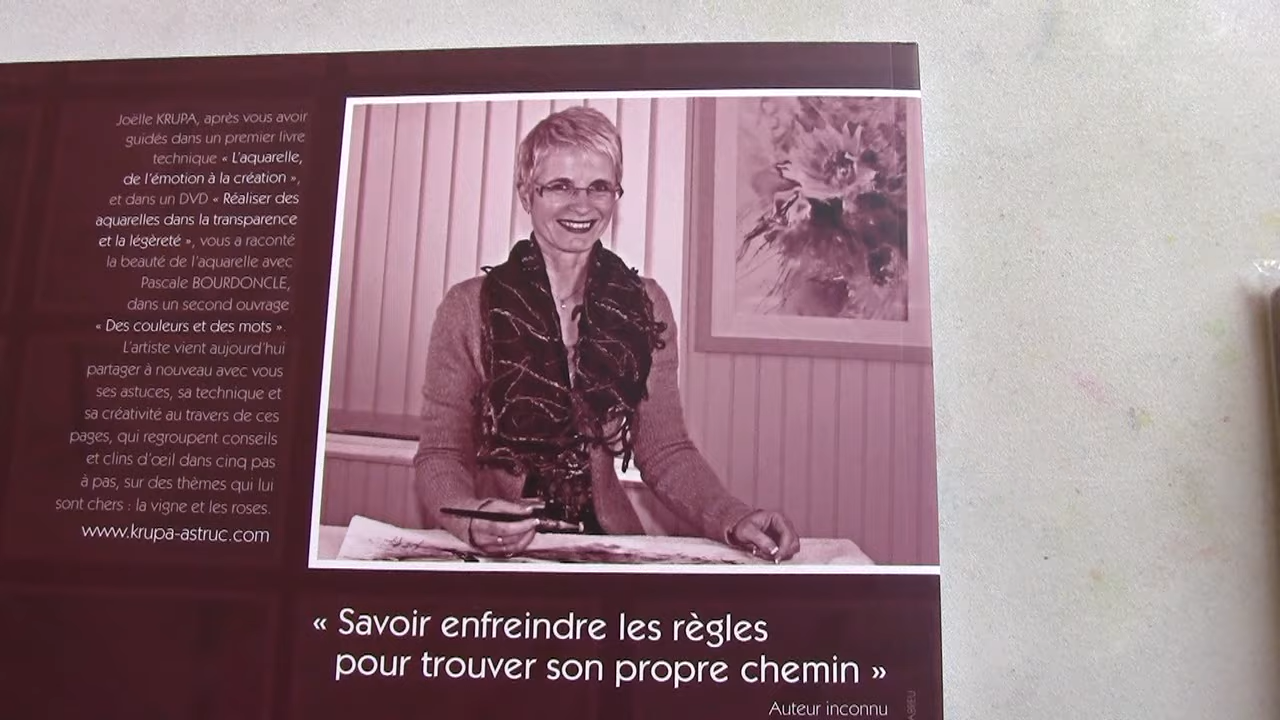 Joëlle KRUPA, après vous avoir
guidés dans un premier livre
technique « L'aquarelle,
de l'émotion à la création »,
et dans un DVD « Réaliser des
aquarelles dans la transparence
et la légèreté », vous a raconté
la beauté de l'aquarelle avec
Pascale BOURDONCLE,
dans un second ouvrage
« Des couleurs et des mots ».
L'artiste vient aujourd'hui
partager à nouveau avec vous
ses astuces, sa technique et
sa créativité au travers de ces
pages, qui regroupent conseils
et clins d'œil dans cinq pas
à pas, sur des thèmes qui lui
sont chers : la vigne et les roses.
www.krupa-astruc.com
« Savoir enfreindre les règles
pour trouver son propre chemin »
Auteur inconnu